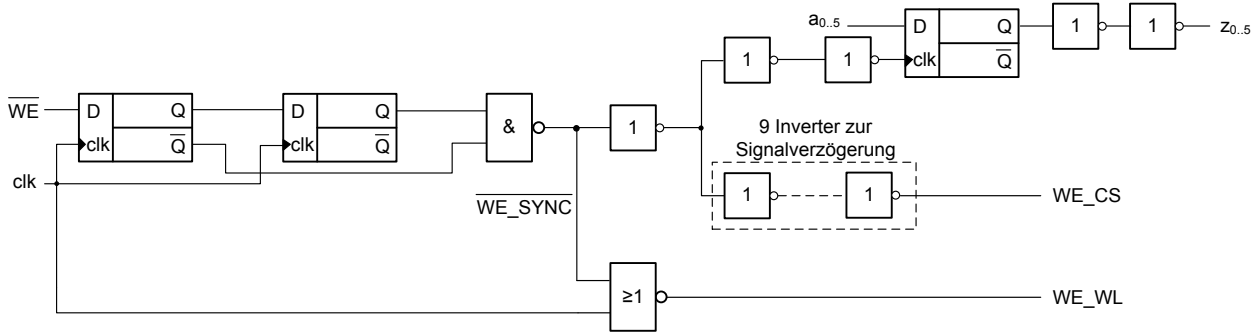 a0..5
D
Q
clk
Q
1
1
z0..5
1
1
WE
D
Q
clk
Q
D
Q
clk
Q
&
1
9 Inverter zur
Signalverzögerung
1
1
WE_CS
clk
WE_SYNC
≥1
WE_WL